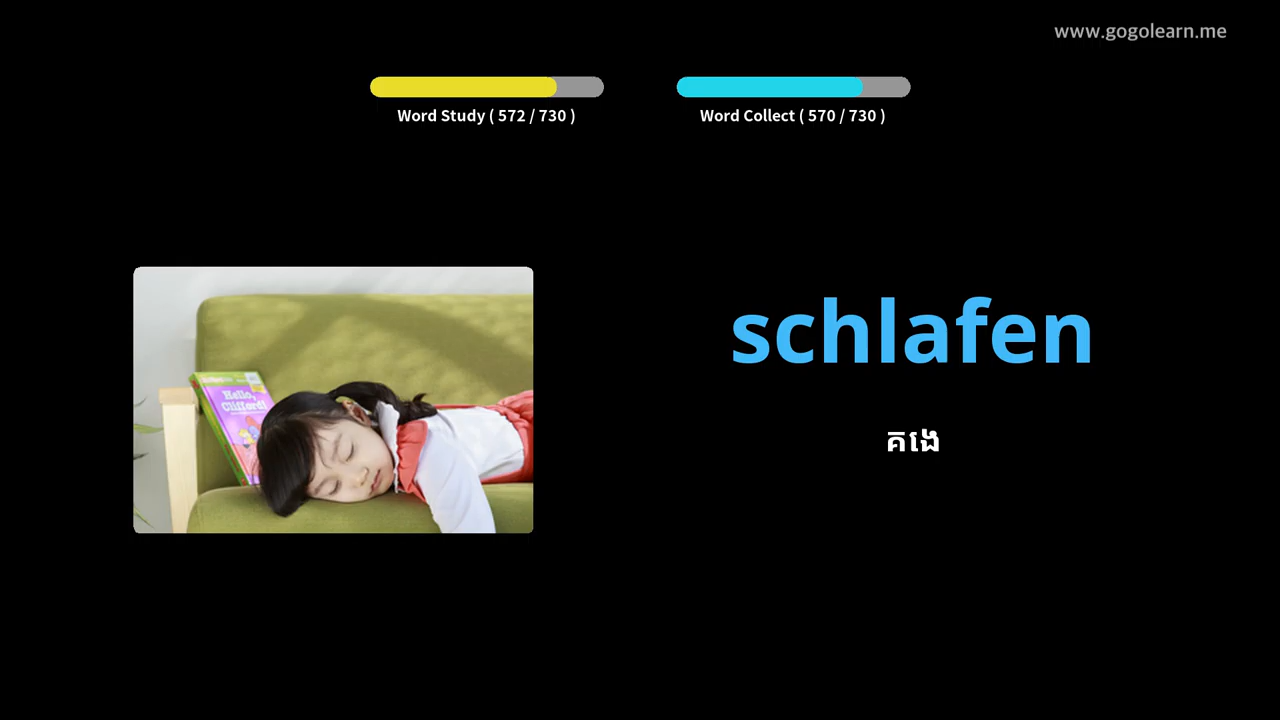 www.gogolearn.me
Word Study ( 572 / 730 )
Word Collect ( 570 / 730 )
schlafen
គេង
Hello,
Clifford!